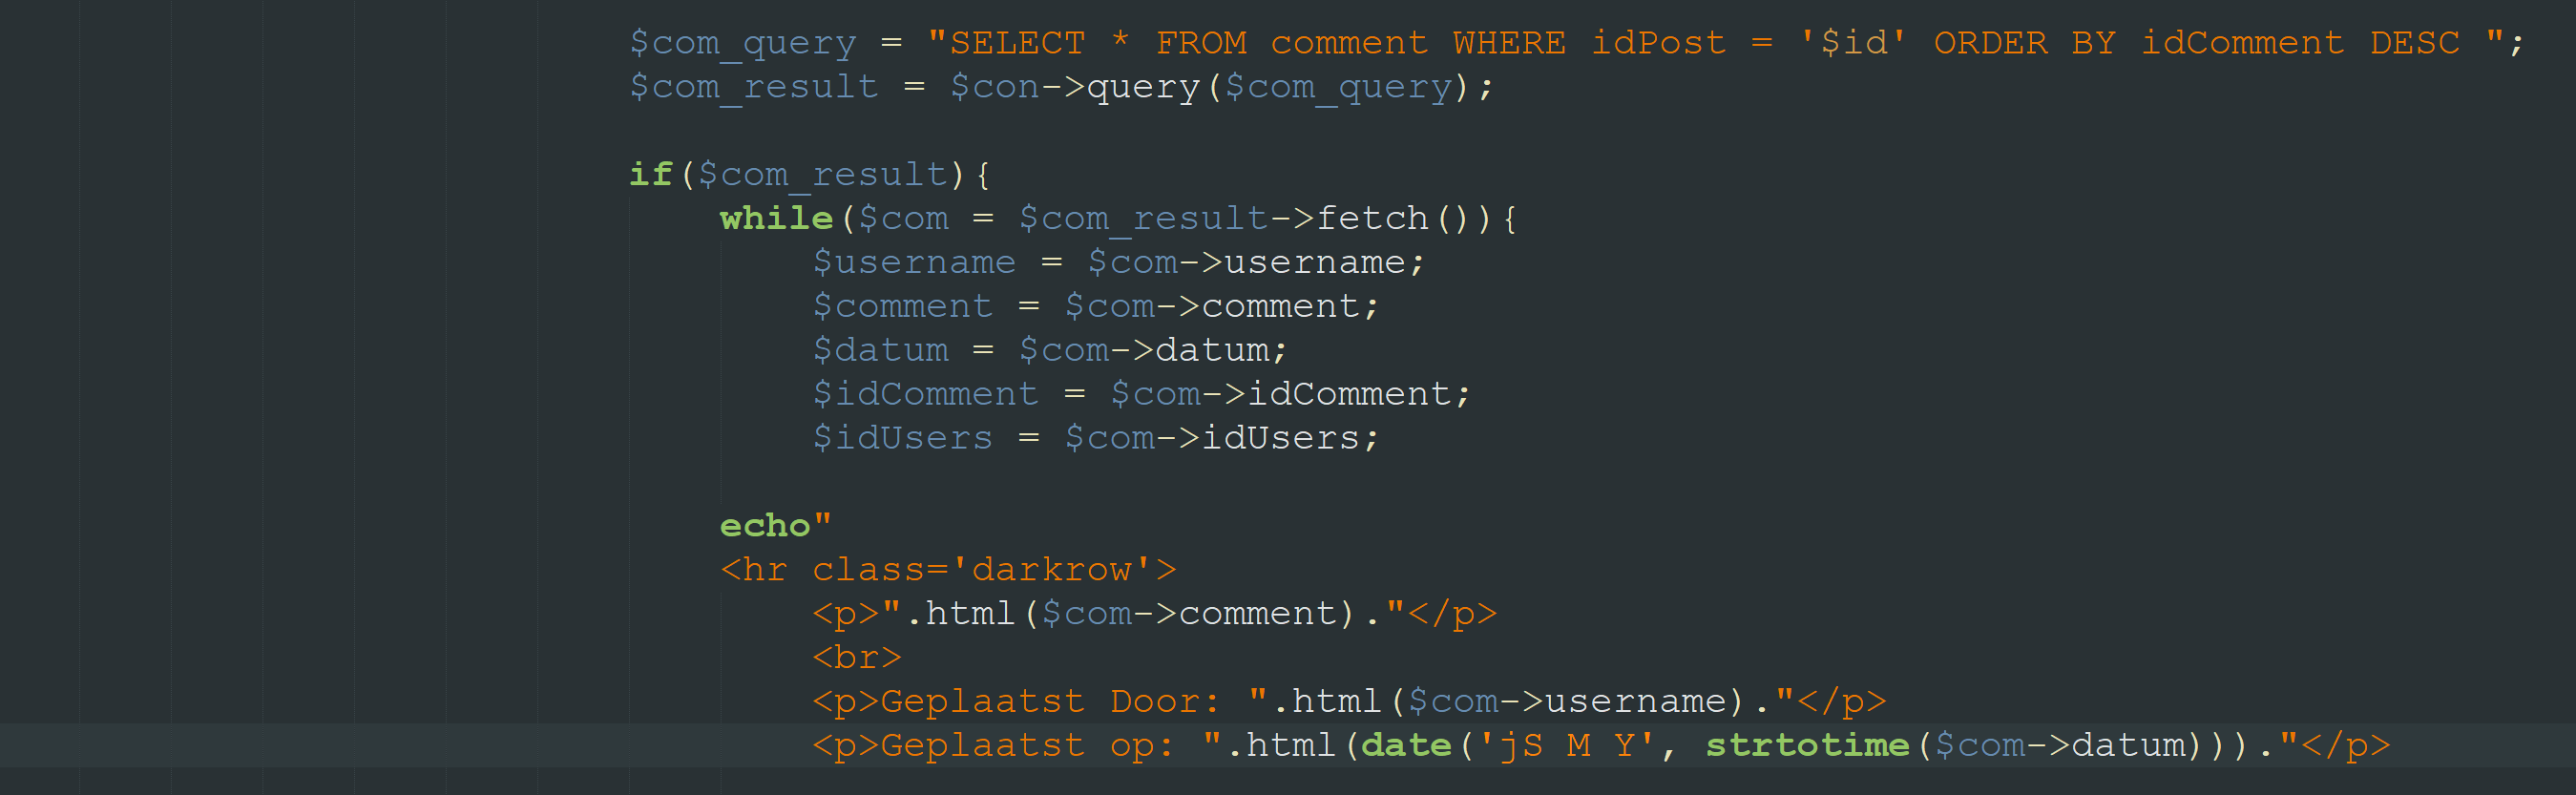 $com_query = "SELECT * FROM comment WHERE idPost = '$id' ORDER BY idComment DESC ";
$com_result = $con->query($com_query);
if($com_result){
while($com = $com_result->fetch()){
$username = $com->username;
$comment = $com->comment;
$datum = $com->datum;
$idComment = $com->idComment;
$idUsers = $com->idUsers;
echo"
<hr class='darkrow'>
<p>".html($com->comment)."</p>
<br>
<p>Geplaatst Door: ".html($com->username)."</p>
<p>Geplaatst op: ".html(date('jS M Y', strtotime($com->datum)))."</p>